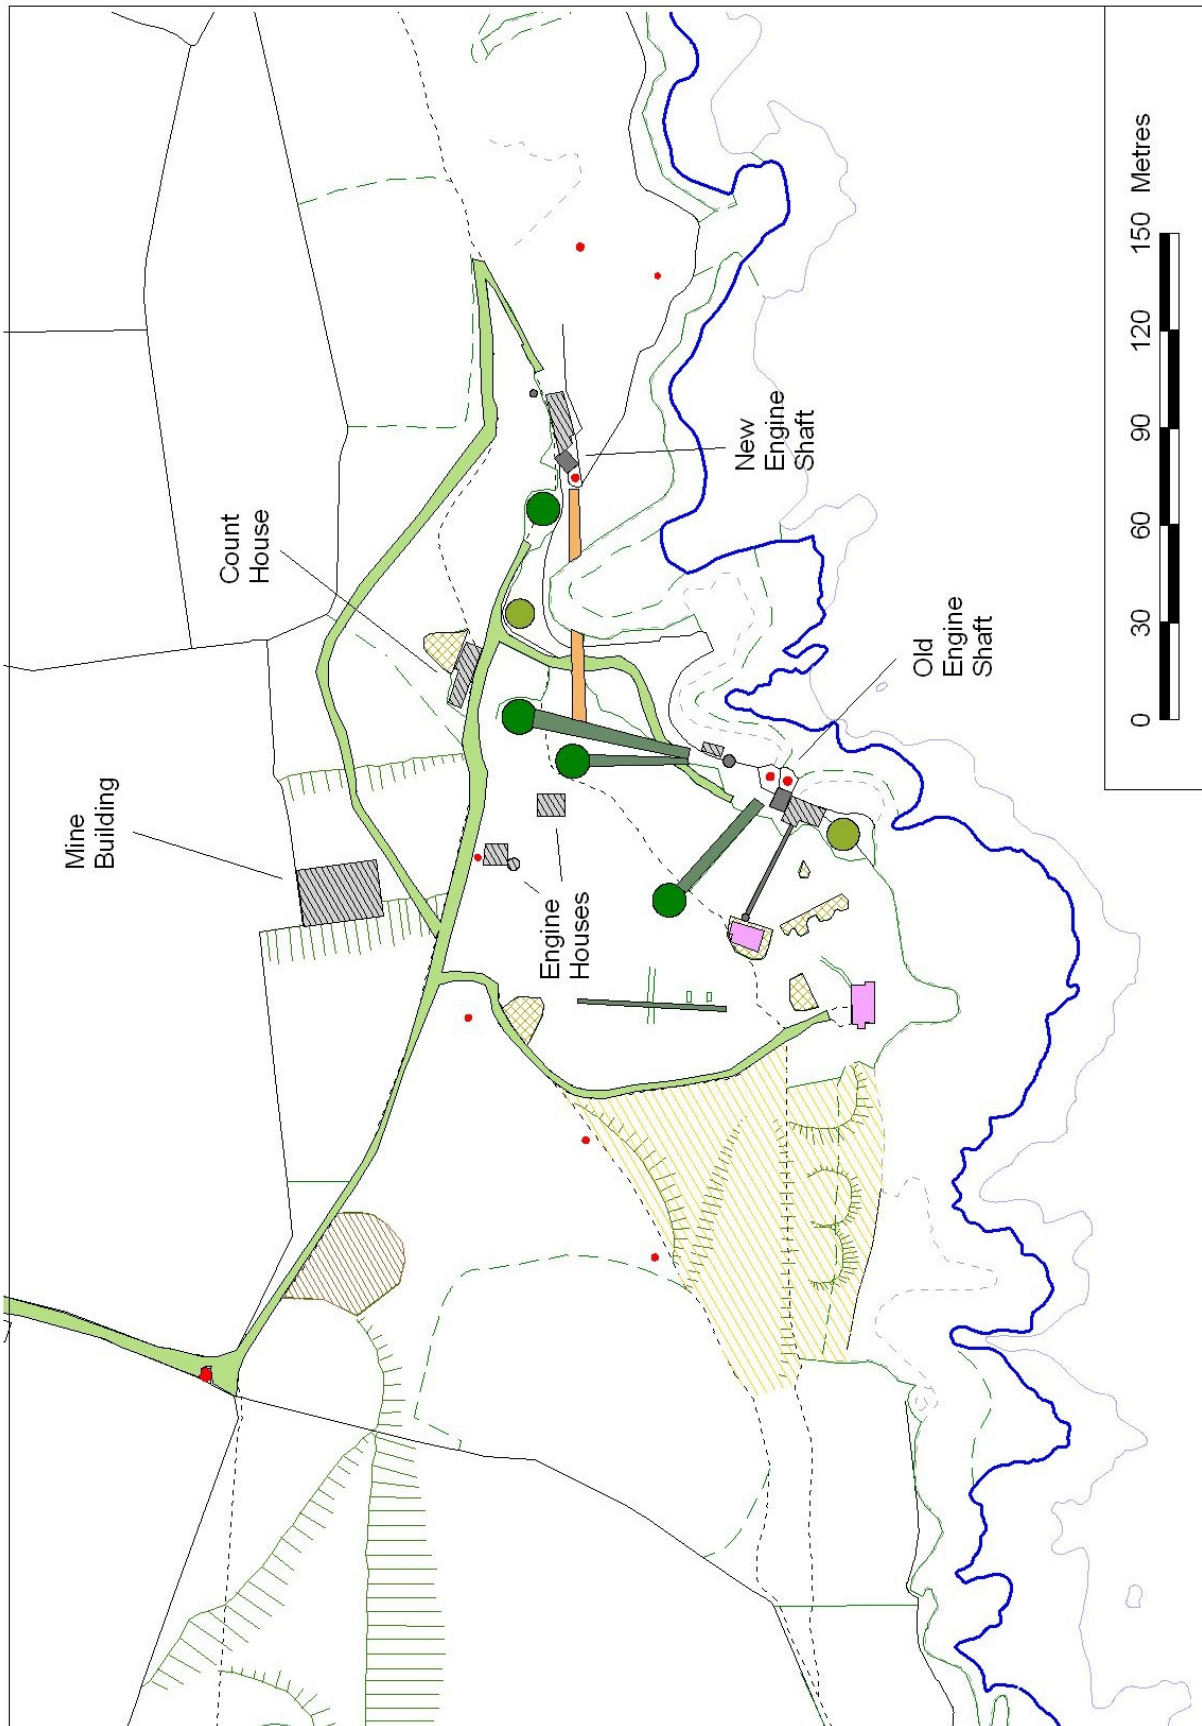 Mine
Building
Count
House
Engine
Houses
New
Engine
Shaft
Old
Engine
Shaft
0 30 60 90 120 150 Metres